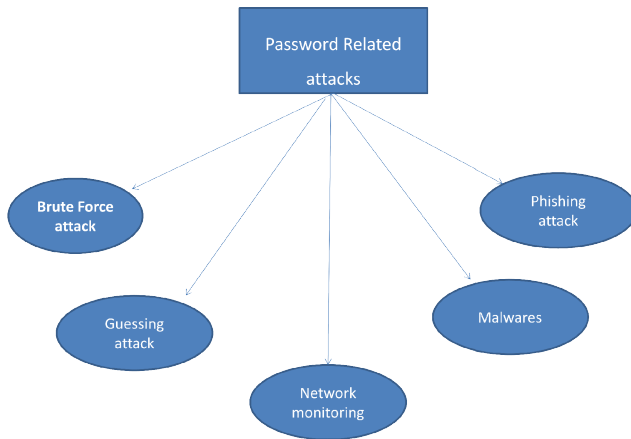 Password Related
attacks
Brute Force
attack
Phishing
attack
Guessing
attack
Malwares
Network
monitoring